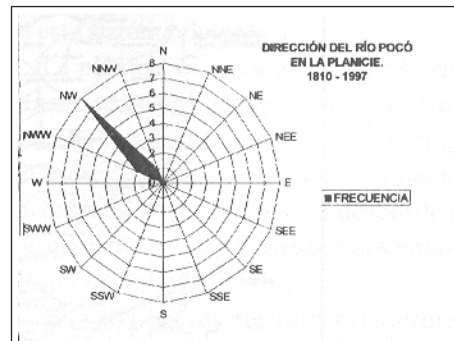 DIRECCIÓN DEL RÍO POCÓ
EN LA PLANICIE.
1810 - 1997
N
NNW
NNE
NW
NE
NWW
NEE
W
E
SWW
SEE
SW
SE
SSW
SSE
S
8
7
6
5
4
3
2
1
FRECUENCIA